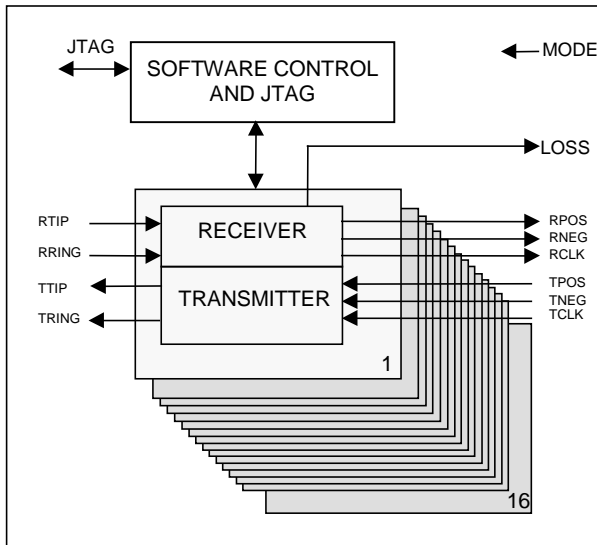 JTAG
SOFTWARE CONTROL
AND JTAG
MODE
LOSS
RTIP
RRING
TTIP
TRING
RECEIVER
TRANSMITTER
RPOS
RNEG
RCLK
TPOS
TNEG
TCLK
1
16